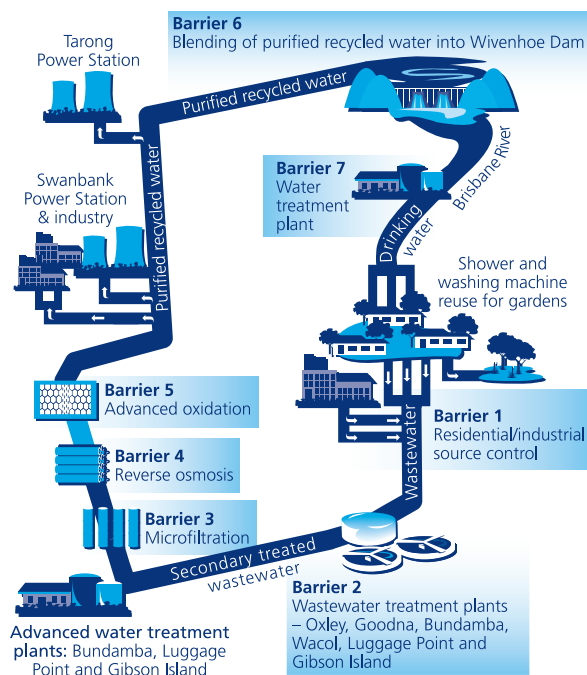 Barrier 6
Blending of purified recycled water into Wivenhoe Dam
Tarong
Power Station
Purified recycled water
Brisbane River
Barrier 7
Water
treatment
plant
Drinking
water
Swanbank
Power Station
& industry
Purified recycled water
Shower and
washing machine
reuse for gardens
Barrier 5
Advanced oxidation
Barrier 1
Residential/industrial
source control
Wastewater
Barrier 4
Reverse osmosis
Barrier 3
Microfiltration
Secondary treated
wastewater
Barrier 2
Wastewater treatment plants
– Oxley, Goodna, Bundamba,
Wacol, Luggage Point and
Gibson Island
Advanced water treatment
plants: Bundamba, Luggage
Point and Gibson Island